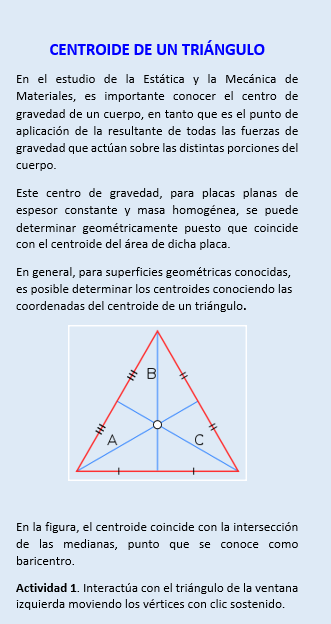 CENTROIDE DE UN TRIÁNGULO
En el estudio de la Estática y la Mecánica de
Materiales, es importante conocer el centro de
gravedad de un cuerpo, en tanto que es el punto de
aplicación de la resultante de todas las fuerzas de
gravedad que actúan sobre las distintas porciones del
cuerpo.
Este centro de gravedad, para placas planas de
espesor constante y masa homogénea, se puede
determinar geométricamente puesto que coincide
con el centroide del área de dicha placa.
En general, para superficies geométricas conocidas,
es posible determinar los centroides conociendo las
coordenadas del centroide de un triángulo.
B
A
C
En la figura, el centroide coincide con la intersección
de las medianas, punto que se conoce como
baricentro.
Actividad 1. Interactúa con el triángulo de la ventana
izquierda moviendo los vértices con clic sostenido.